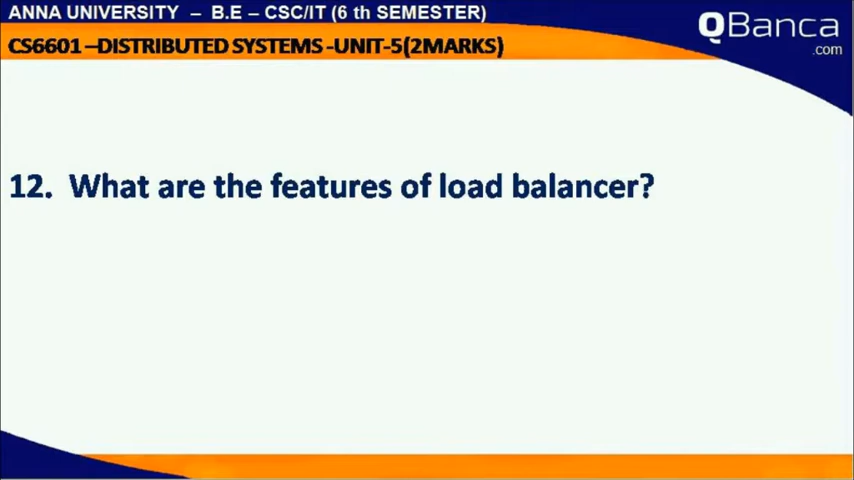 ANNA UNIVERSITY – B.E – CSC/IT (6 th SEMESTER)
QBanca
.com
CS6601 –DISTRIBUTED SYSTEMS -UNIT-5(2MARKS)
12. What are the features of load balancer?